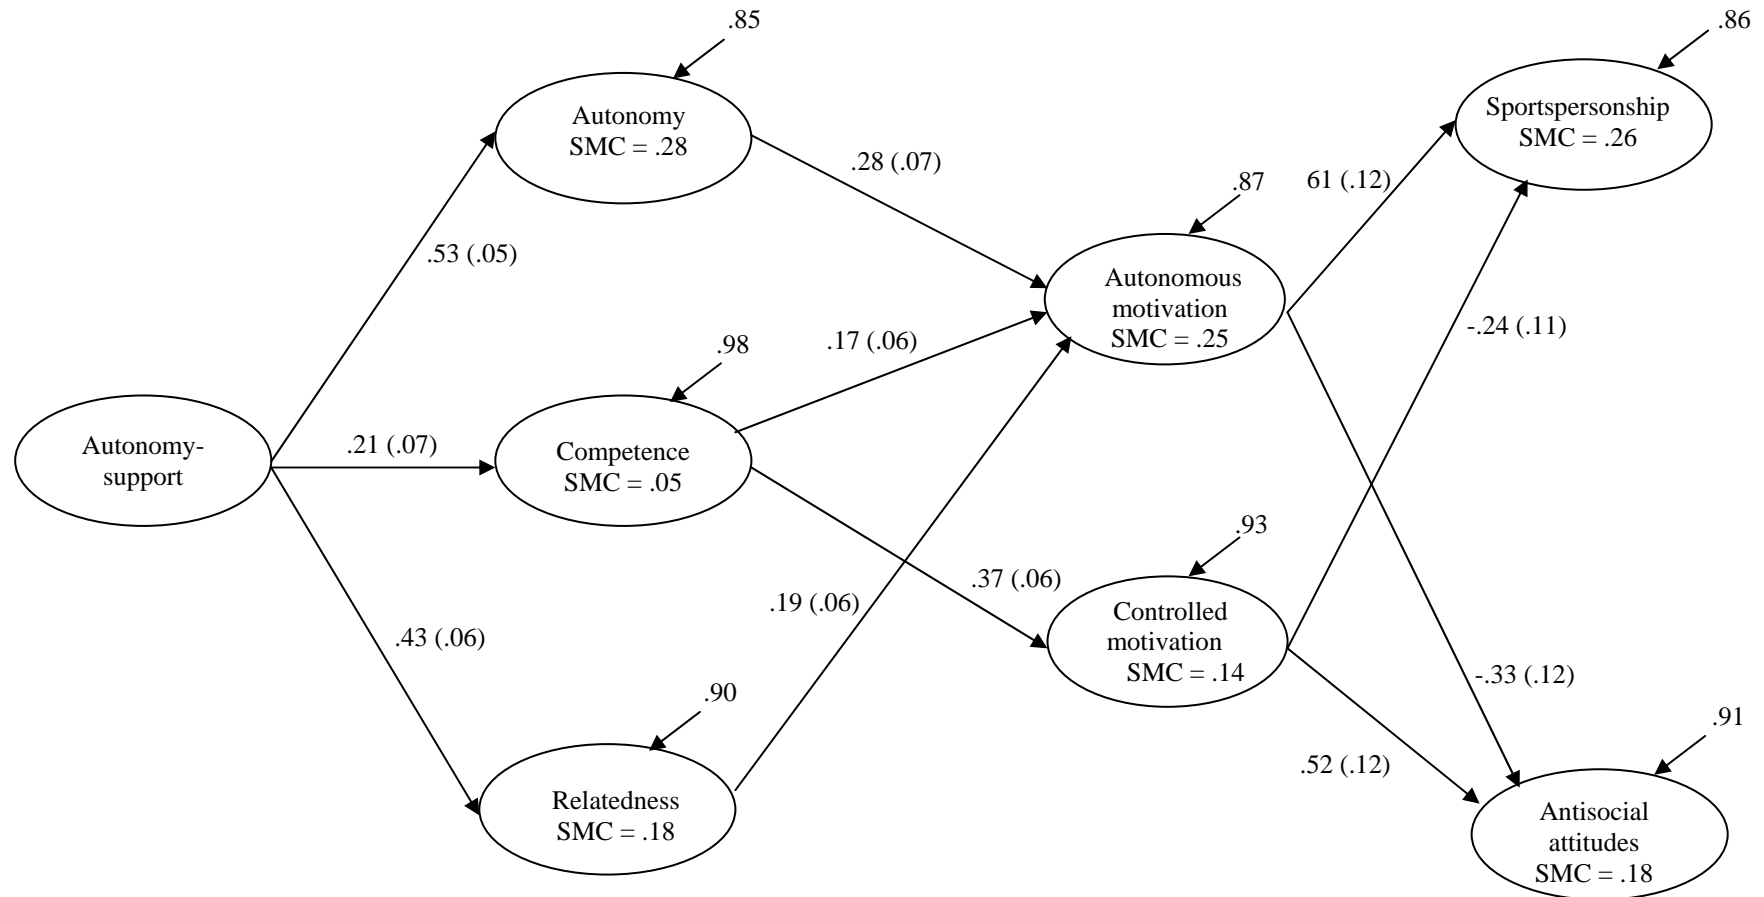 .85
.86
Autonomy
SMC = .28
Sportspersonship
SMC = .26
.28 (.07)
61 (.12)
.87
.53 (.05)
Autonomous
motivation
SMC = .25
-.24 (.11)
.98
.17 (.06)
Autonomy-
support
.21 (.07)
Competence
SMC = .05
.93
.37 (.06)
.19 (.06)
Controlled
motivation
SMC = .14
.43 (.06)
-.33 (.12)
.90
.91
.52 (.12)
Relatedness
SMC = .18
Antisocial
attitudes
SMC = .18